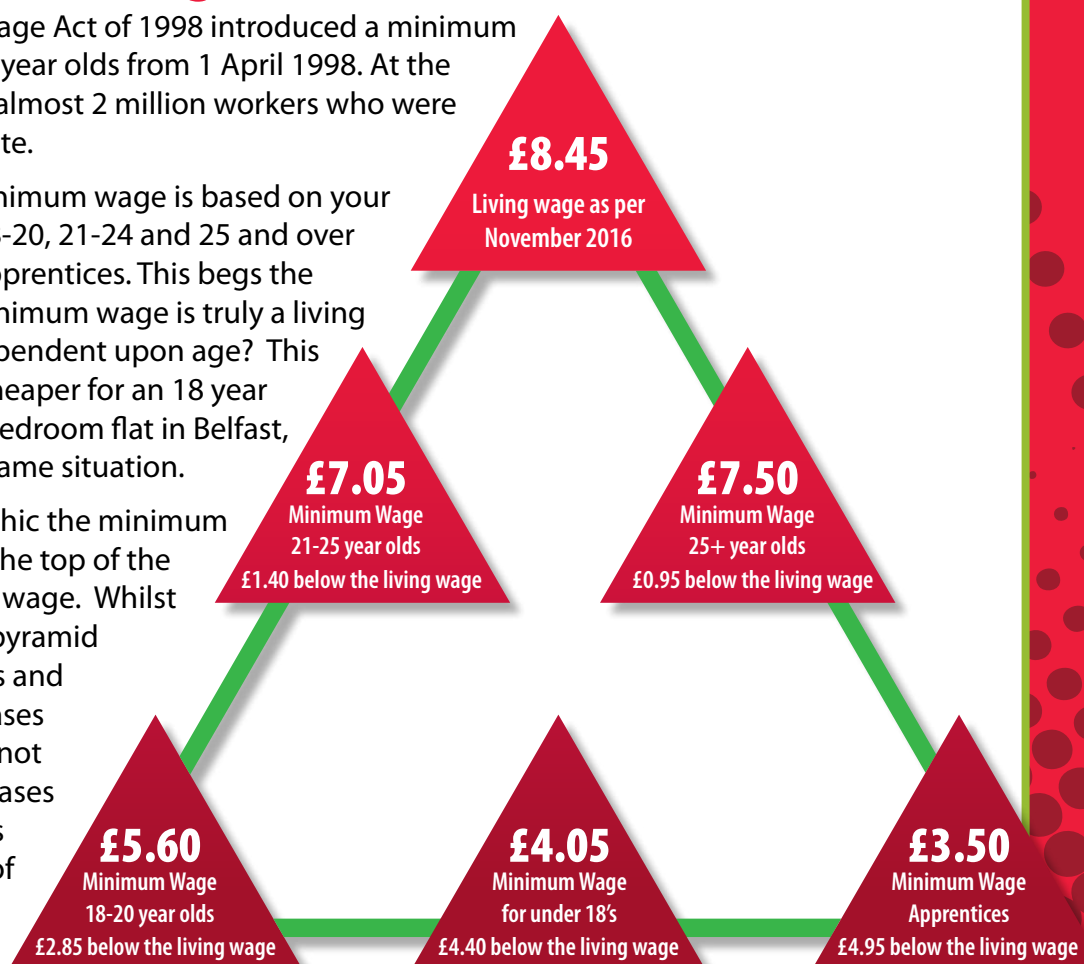 age Act of 1998 introduced a minimum
year olds from 1 April 1998. At the
almost 2 million workers who were
te.
nimum wage is based on your
-20, 21-24 and 25 and over
prentices. This begs the
nimum wage is truly a living
pendent upon age? This
heaper for an 18 year
edroom flat in Belfast,
ame situation.
hic the minimum
he top of the
wage. Whilst
pyramid
s and
ases
not
ases
s
of
£8.45
Living wage as per
November 2016
£7.05
Minimum Wage
21-25 year olds
£1.40 below the living wage
£7.50
Minimum Wage
25+ year olds
£0.95 below the living wage
£5.60
Minimum Wage
18-20 year olds
£2.85 below the living wage
£4.05
Minimum Wage
for under 18's
£4.40 below the living wage
£3.50
Minimum Wage
Apprentices
£4.95 below the living wage